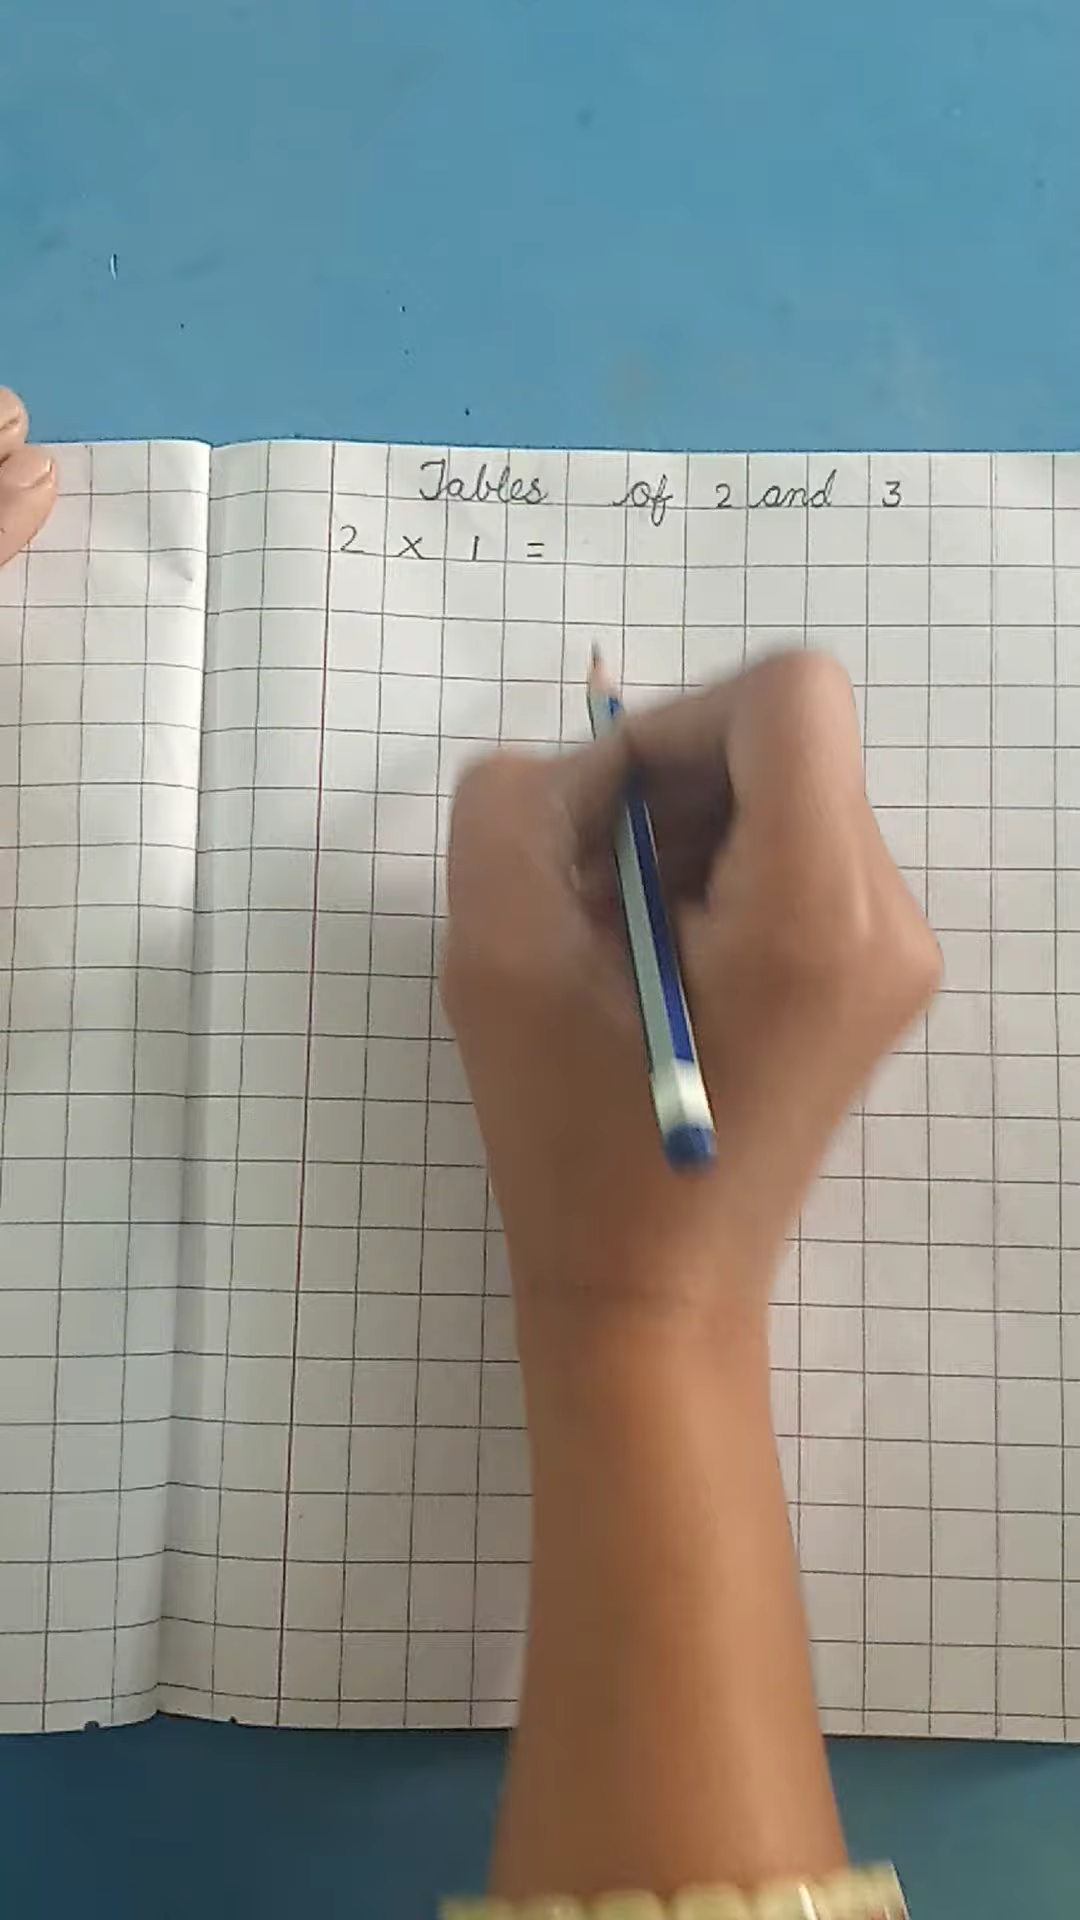 Tables of 2 and 3
2 × 1 =